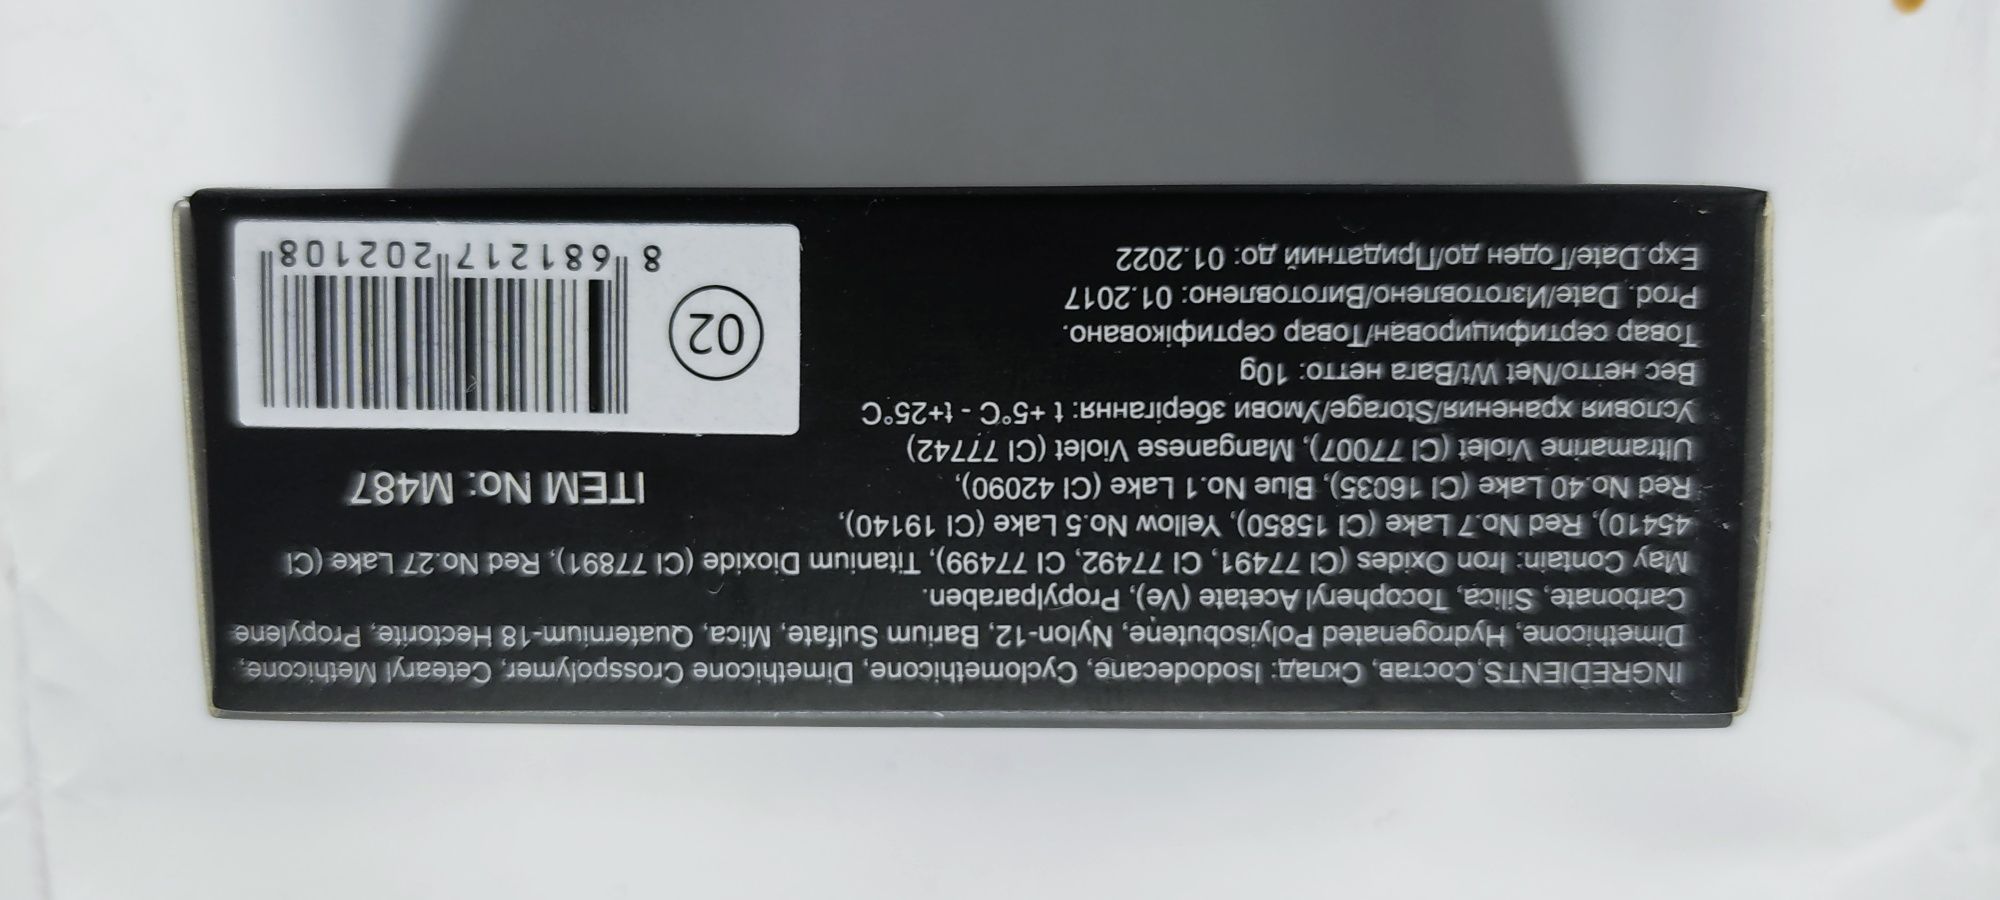 INGREDIENTS,Состав, Склад: Isododecane, Cyclomethicone, Dimethicone Crosspolymer, Cetearyl Methicone,
Dimethicone, Hydrogenated Polyisobutene, Nylon-12, Barium Sulfate, Mica, Quaternium-18 Hectorite, Propylene
Carbonate, Silica, Tocopheryl Acetate (Ve), Propylparaben.
May Contain: Iron Oxides (CI 77491, CI 77492, CI 77499), Titanium Dioxide (CI 77891), Red No.27 Lake (CI
45410), Red No.7 Lake (CI 15850), Yellow No.5 Lake (CI 19140),
Red No.40 Lake (CI 16035), Blue No.1 Lake (CI 42090),
Ultramarine Violet (CI 77007), Manganese Violet (CI 77742)
Условия хранения/Storage/Умови зберігання: t +5°C - t+25°C
Вес нетто/Net Wt/Вага нетто: 10g
Товар сертифицирован/Товар сертифіковано.
Prod. Date/Изготовлено/Виготовлено: 01.2017
Exp.Date/Годен до/Придатний до: 01.2022
ITEM No: M487
02
8 681217 202108